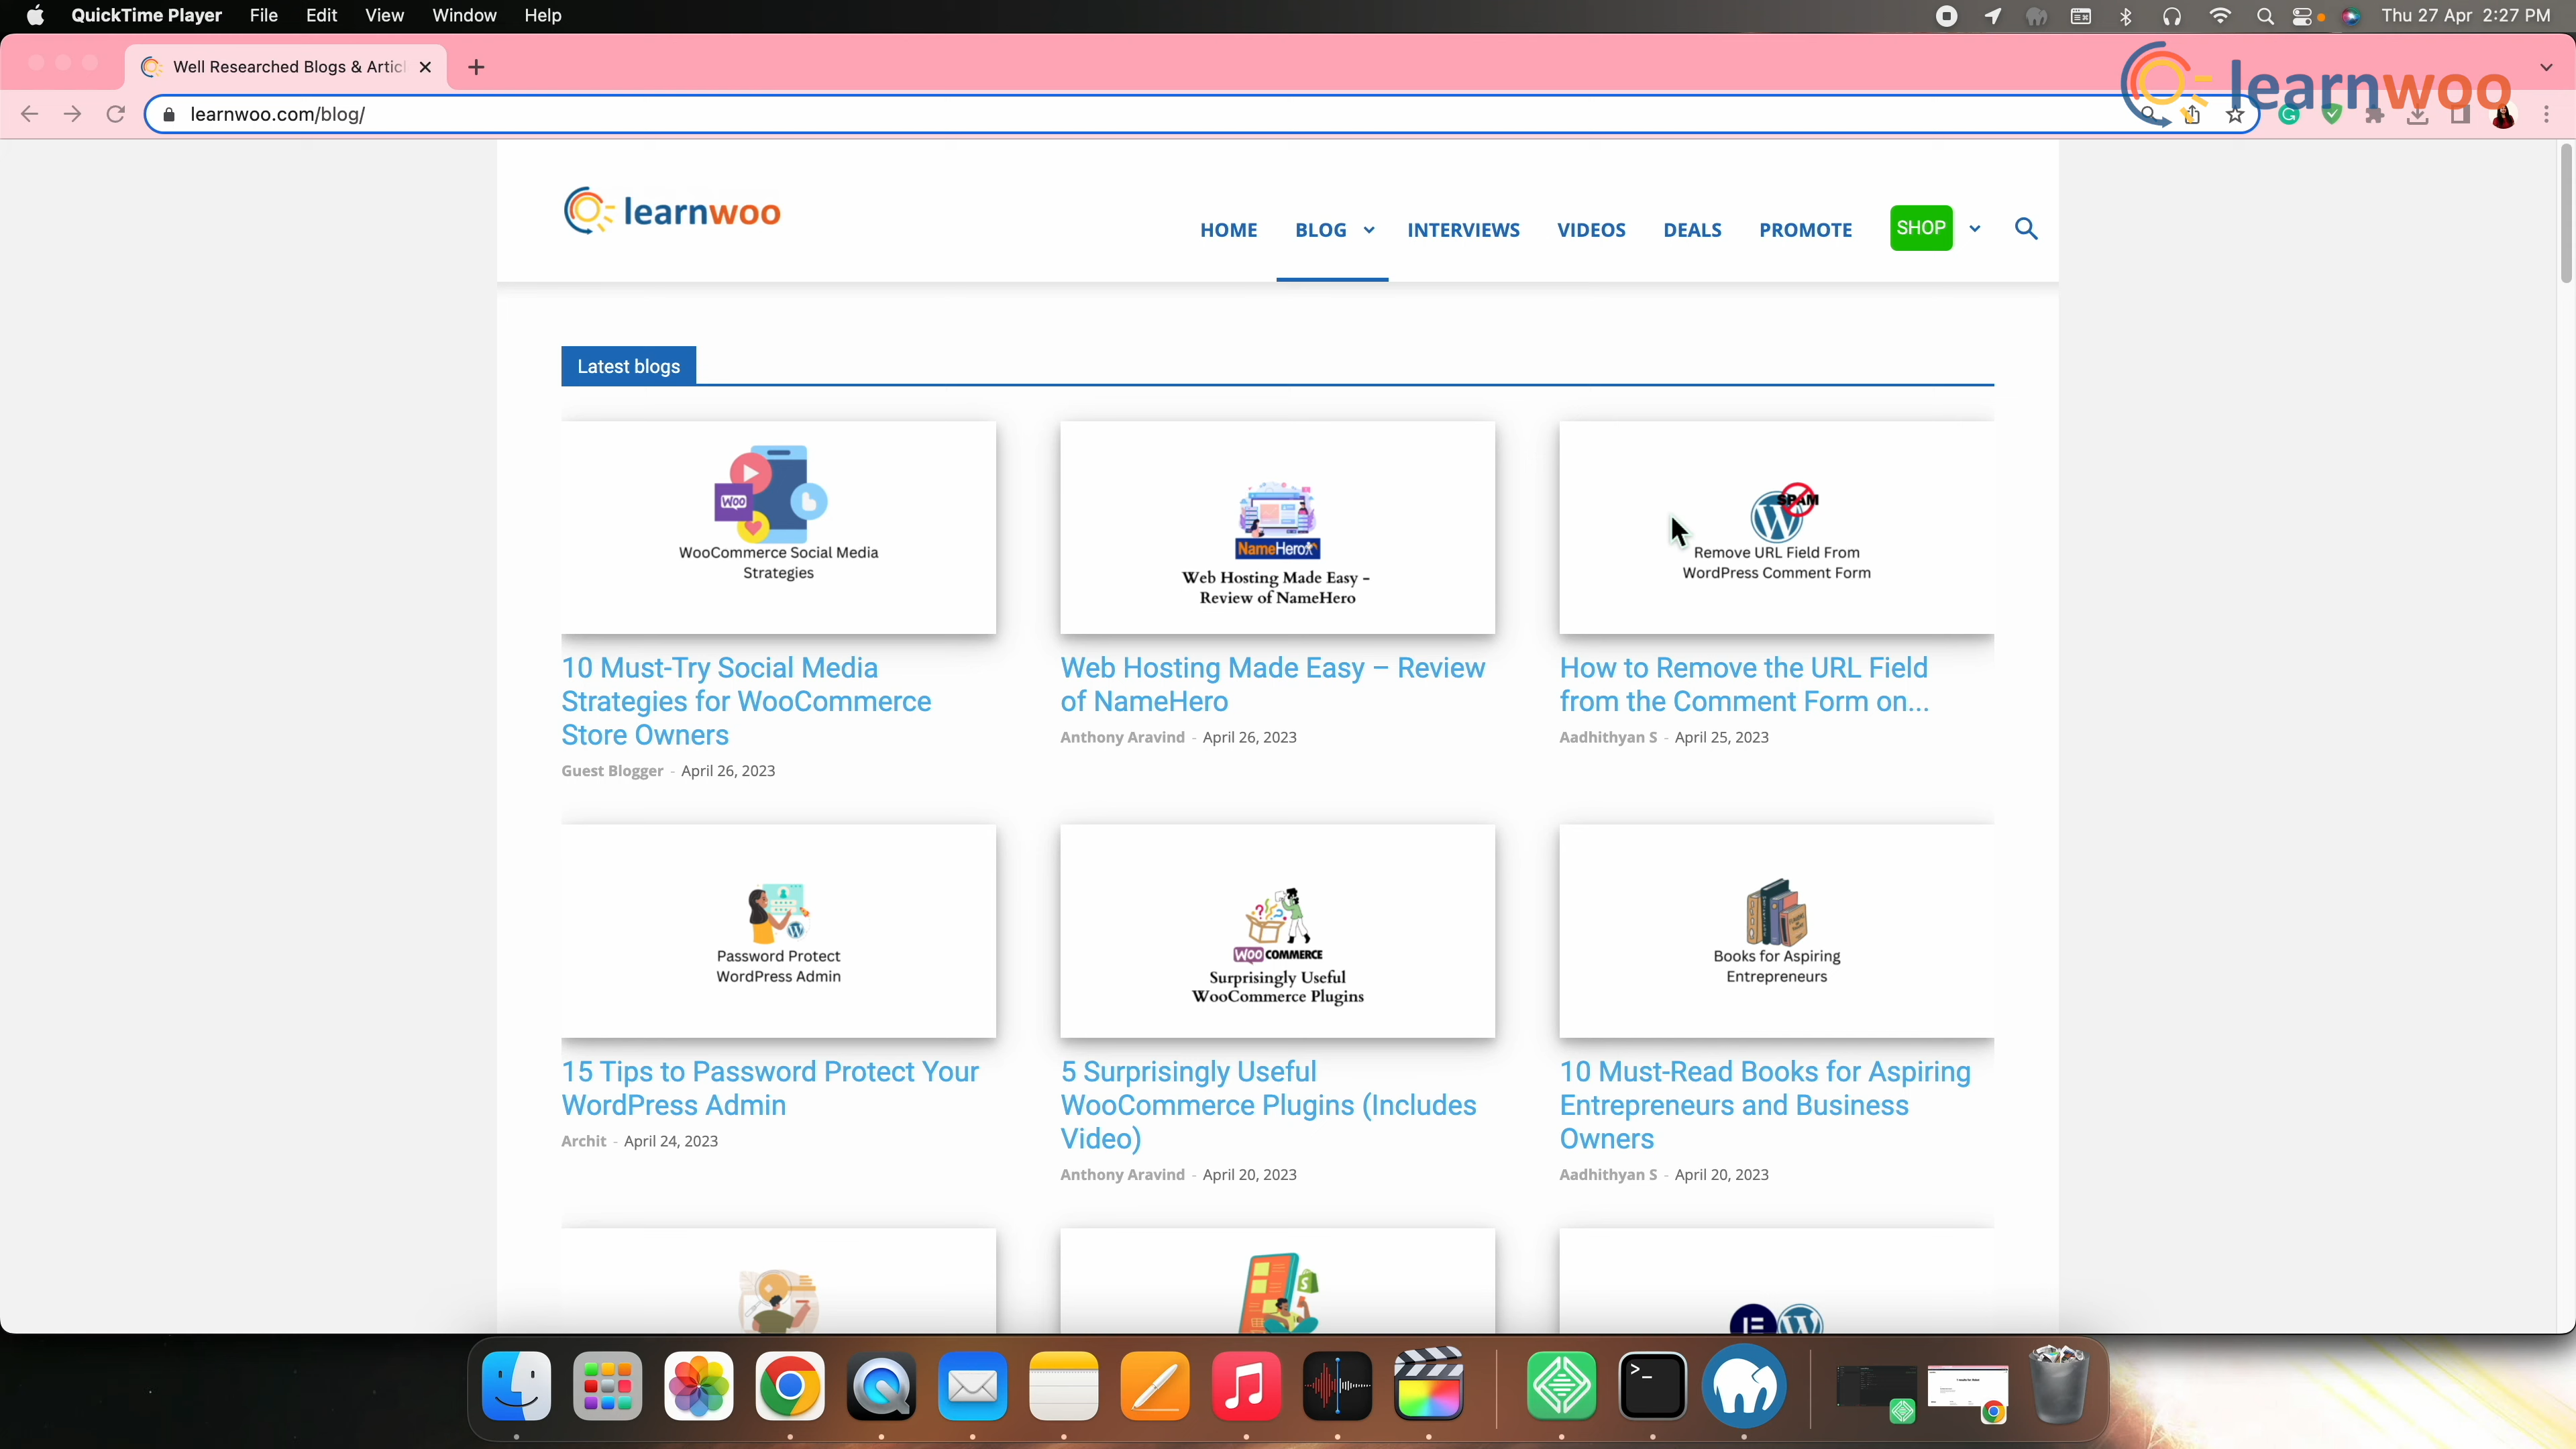 QuickTime Player File Edit View Window Help Thu 27 Apr 2:27 PM
Well Researched Blogs & Artic
learnwoo
learnwoo.com/blog/
learnwoo
HOME BLOG INTERVIEWS VIDEOS DEALS PROMOTE SHOP
Latest blogs
WOO
WooCommerce Social Media
Strategies
NameHero
Web Hosting Made Easy -
Review of NameHero
SPAM
Remove URL Field From
WordPress Comment Form
10 Must-Try Social Media
Strategies for WooCommerce
Store Owners
Guest Blogger - April 26, 2023
Web Hosting Made Easy – Review
of NameHero
Anthony Aravind - April 26, 2023
How to Remove the URL Field
from the Comment Form on...
Aadhithyan S - April 25, 2023
Password Protect
WordPress Admin
WOO COMMERCE
Surprisingly Useful
WooCommerce Plugins
Books for Aspiring
Entrepreneurs
15 Tips to Password Protect Your
WordPress Admin
Archit - April 24, 2023
5 Surprisingly Useful
WooCommerce Plugins (Includes
Video)
Anthony Aravind - April 20, 2023
10 Must-Read Books for Aspiring
Entrepreneurs and Business
Owners
Aadhithyan S - April 20, 2023